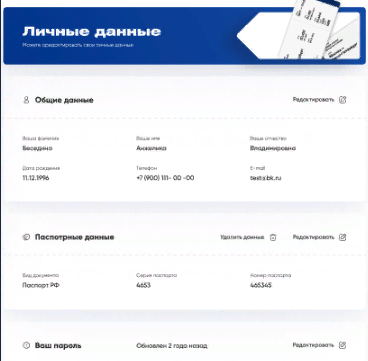 Личные данные
Можете отредактировать свои личные данные
Общие данные
Редактировать
Ваша фамилия
Ваше имя
Ваше отчество
Беседина
Анжелика
Владимировна
Дата рождения
Телефон
E-mail
11.12.1996
+7 (900) 111- 00 -00
test@bk.ru
Паспортные данные
Удалить данные
Редактировать
Вид документа
Серия паспорта
Номер паспорта
Паспорт РФ
4653
465345
Ваш пароль
Обновлен 2 года назад
Редактировать